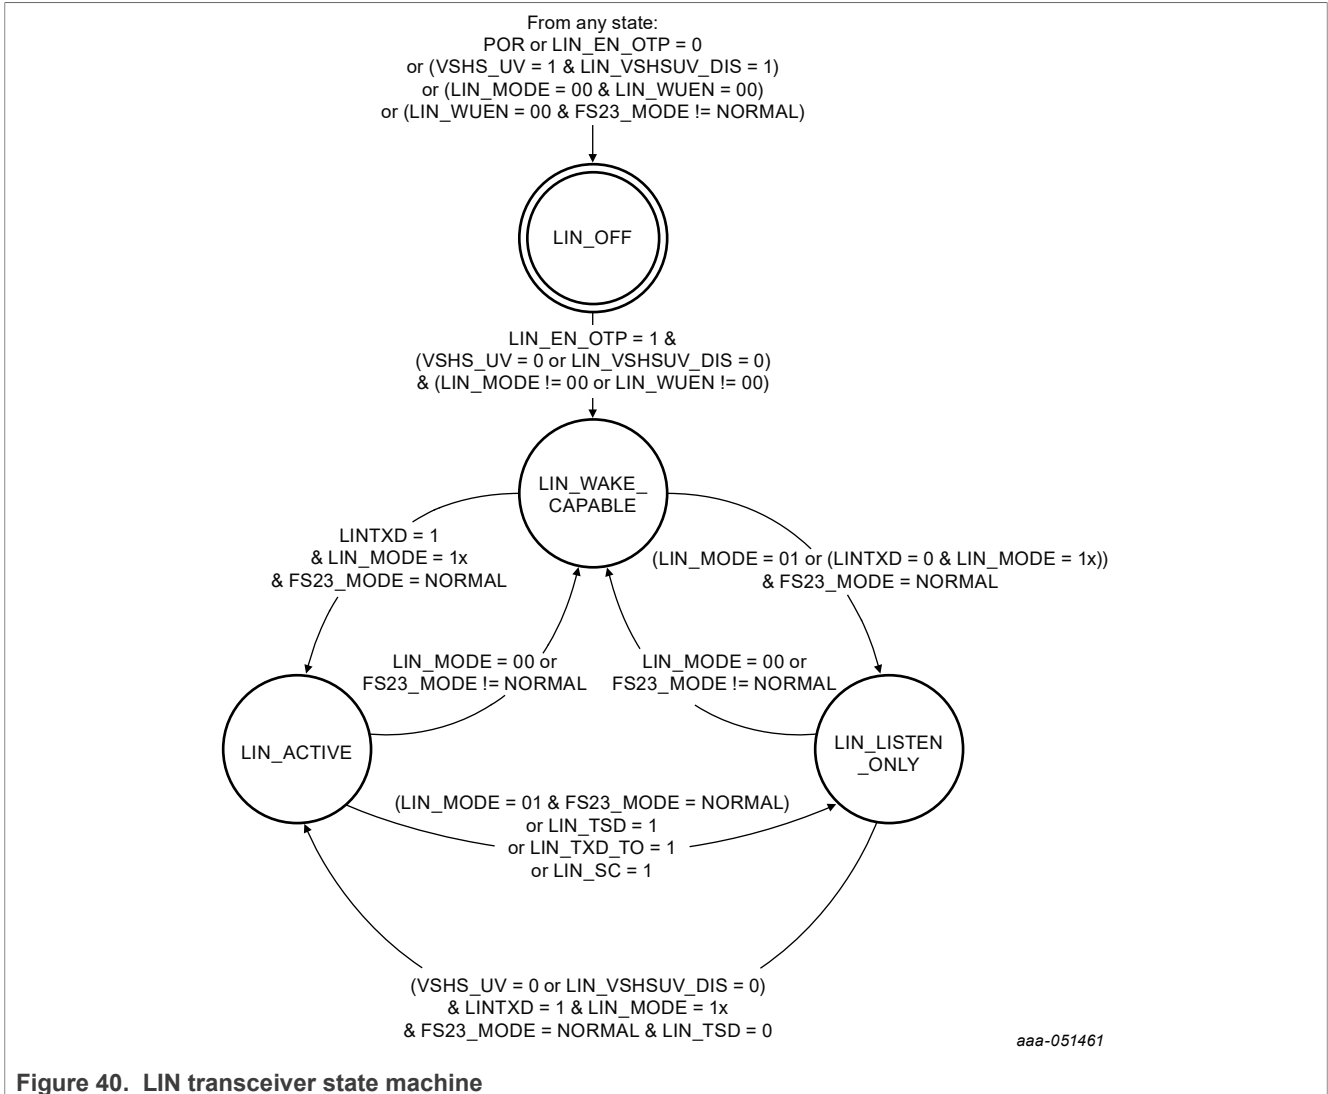 From any state:
POR or LIN_EN_OTP = 0
or (VSHS_UV = 1 & LIN_VSHSUV_DIS = 1)
or (LIN_MODE = 00 & LIN_WUEN = 00)
or (LIN_WUEN = 00 & FS23_MODE != NORMAL)
LIN_OFF
LIN_EN_OTP = 1 &
(VSHS_UV = 0 or LIN_VSHSUV_DIS = 0)
& (LIN_MODE != 00 or LIN_WUEN != 00)
LIN_WAKE_
CAPABLE
LINTXD = 1
& LIN_MODE = 1x
& FS23_MODE = NORMAL
(LIN_MODE = 01 or (LINTXD = 0 & LIN_MODE = 1x))
& FS23_MODE = NORMAL
LIN_MODE = 00 or
FS23_MODE != NORMAL
LIN_MODE = 00 or
FS23_MODE != NORMAL
LIN_ACTIVE
LIN_LISTEN
_ONLY
(LIN_MODE = 01 & FS23_MODE = NORMAL)
or LIN_TSD = 1
or LIN_TXD_TO = 1
or LIN_SC = 1
(VSHS_UV = 0 or LIN_VSHSUV_DIS = 0)
& LINTXD = 1 & LIN_MODE = 1x
& FS23_MODE = NORMAL & LIN_TSD = 0
aaa-051461
Figure 40. LIN transceiver state machine